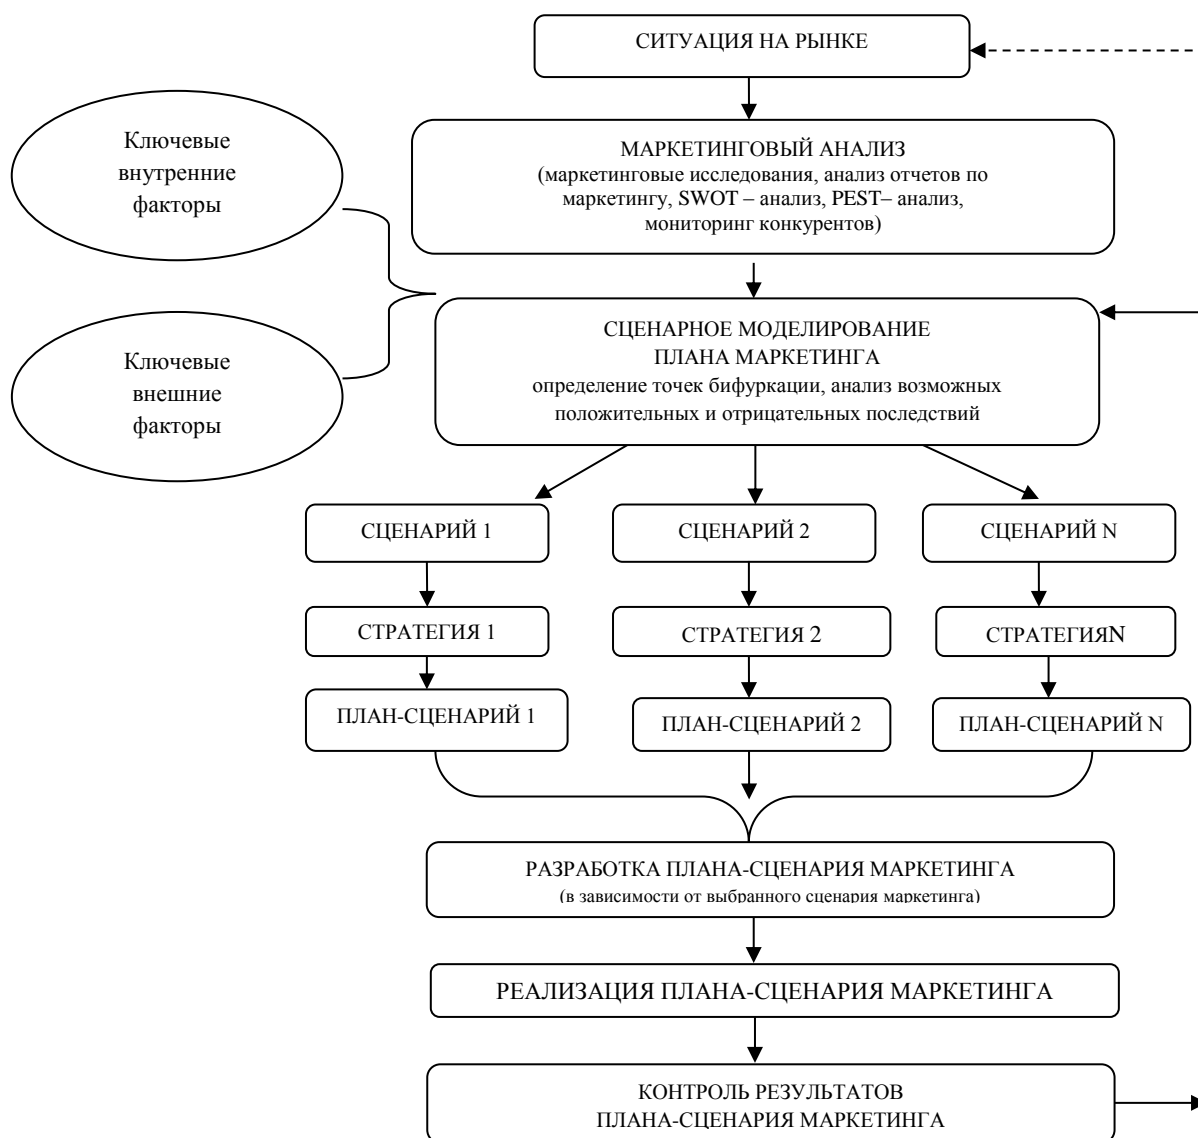 СИТУАЦИЯ НА РЫНКЕ
Ключевые
внутренние
факторы
МАРКЕТИНГОВЫЙ АНАЛИЗ
(маркетинговые исследования, анализ отчетов по
маркетингу, SWOT – анализ, PEST– анализ,
мониторинг конкурентов)
Ключевые
внешние
факторы
СЦЕНАРНОЕ МОДЕЛИРОВАНИЕ
ПЛАНА МАРКЕТИНГА
определение точек бифуркации, анализ возможных
положительных и отрицательных последствий
СЦЕНАРИЙ 1
СЦЕНАРИЙ 2
СЦЕНАРИЙ N
СТРАТЕГИЯ 1
СТРАТЕГИЯ 2
СТРАТЕГИЯN
ПЛАН-СЦЕНАРИЙ 1
ПЛАН-СЦЕНАРИЙ 2
ПЛАН-СЦЕНАРИЙ N
РАЗРАБОТКА ПЛАНА-СЦЕНАРИЯ МАРКЕТИНГА
(в зависимости от выбранного сценария маркетинга)
РЕАЛИЗАЦИЯ ПЛАНА-СЦЕНАРИЯ МАРКЕТИНГА
КОНТРОЛЬ РЕЗУЛЬТАТОВ
ПЛАНА-СЦЕНАРИЯ МАРКЕТИНГА